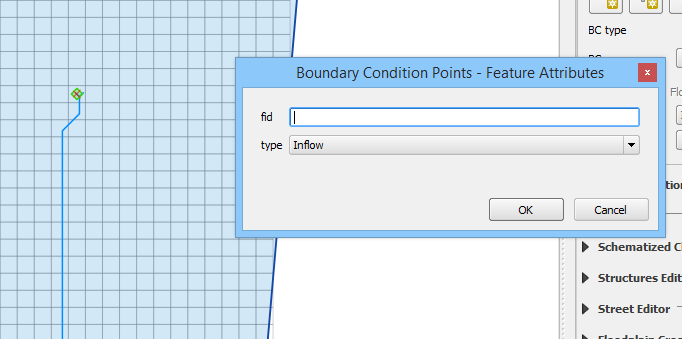 BC type
Boundary Condition Points - Feature Attributes
x
fid
type Inflow
OK Cancel
Schematized
Structures Edit
Street Editor